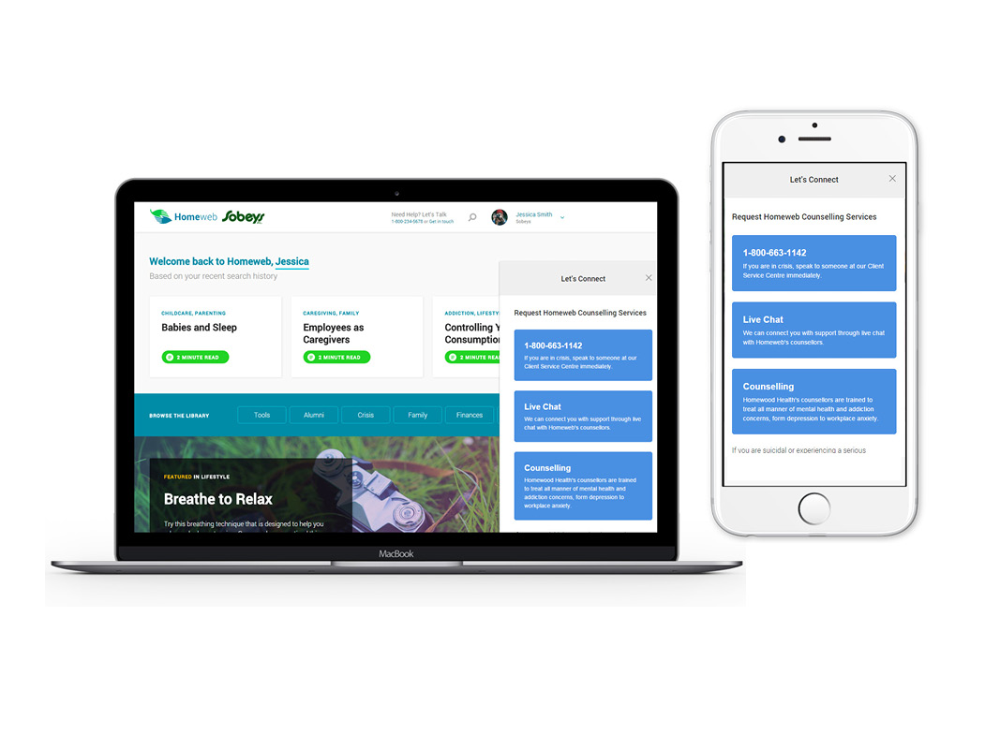 Homeweb Sobeys
Need Help? Let's Talk
1-800-234-5678 or Get in touch
Jessica Smith
Sobeys
Welcome back to Homeweb, Jessica
Based on your recent search history
CHILDCARE, PARENTING
Babies and Sleep
2 MINUTE READ
CAREGIVING, FAMILY
Employees as
Caregivers
2 MINUTE READ
ADDICTION, LIFESTY
Controlling Y
Consumption
2 MINUTE REA
BROWSE THE LIBRARY
Tools
Alumni
Crisis
Family
Finances
FEATURED IN LIFESTYLE
Breathe to Relax
Try this breathing technique that is designed to help you
Let's Connect
Request Homeweb Counselling Services
1-800-663-1142
If you are in crisis, speak to someone at our
Client Service Centre immediately.
Live Chat
We can connect you with support through live
chat with Homeweb's counsellors.
Counselling
Homewood Health's counsellors are trained
to treat all manner of mental health and
addiction concerns, form depression to
workplace anxiety.
MacBook
Let's Connect
Request Homeweb Counselling Services
1-800-663-1142
If you are in crisis, speak to someone at our Client
Service Centre immediately.
Live Chat
We can connect you with support through live chat
with Homeweb's counsellors.
Counselling
Homewood Health's counsellors are trained to
treat all manner of mental health and addiction
concerns, form depression to workplace anxiety.
If you are suicidal or experiencing a serious